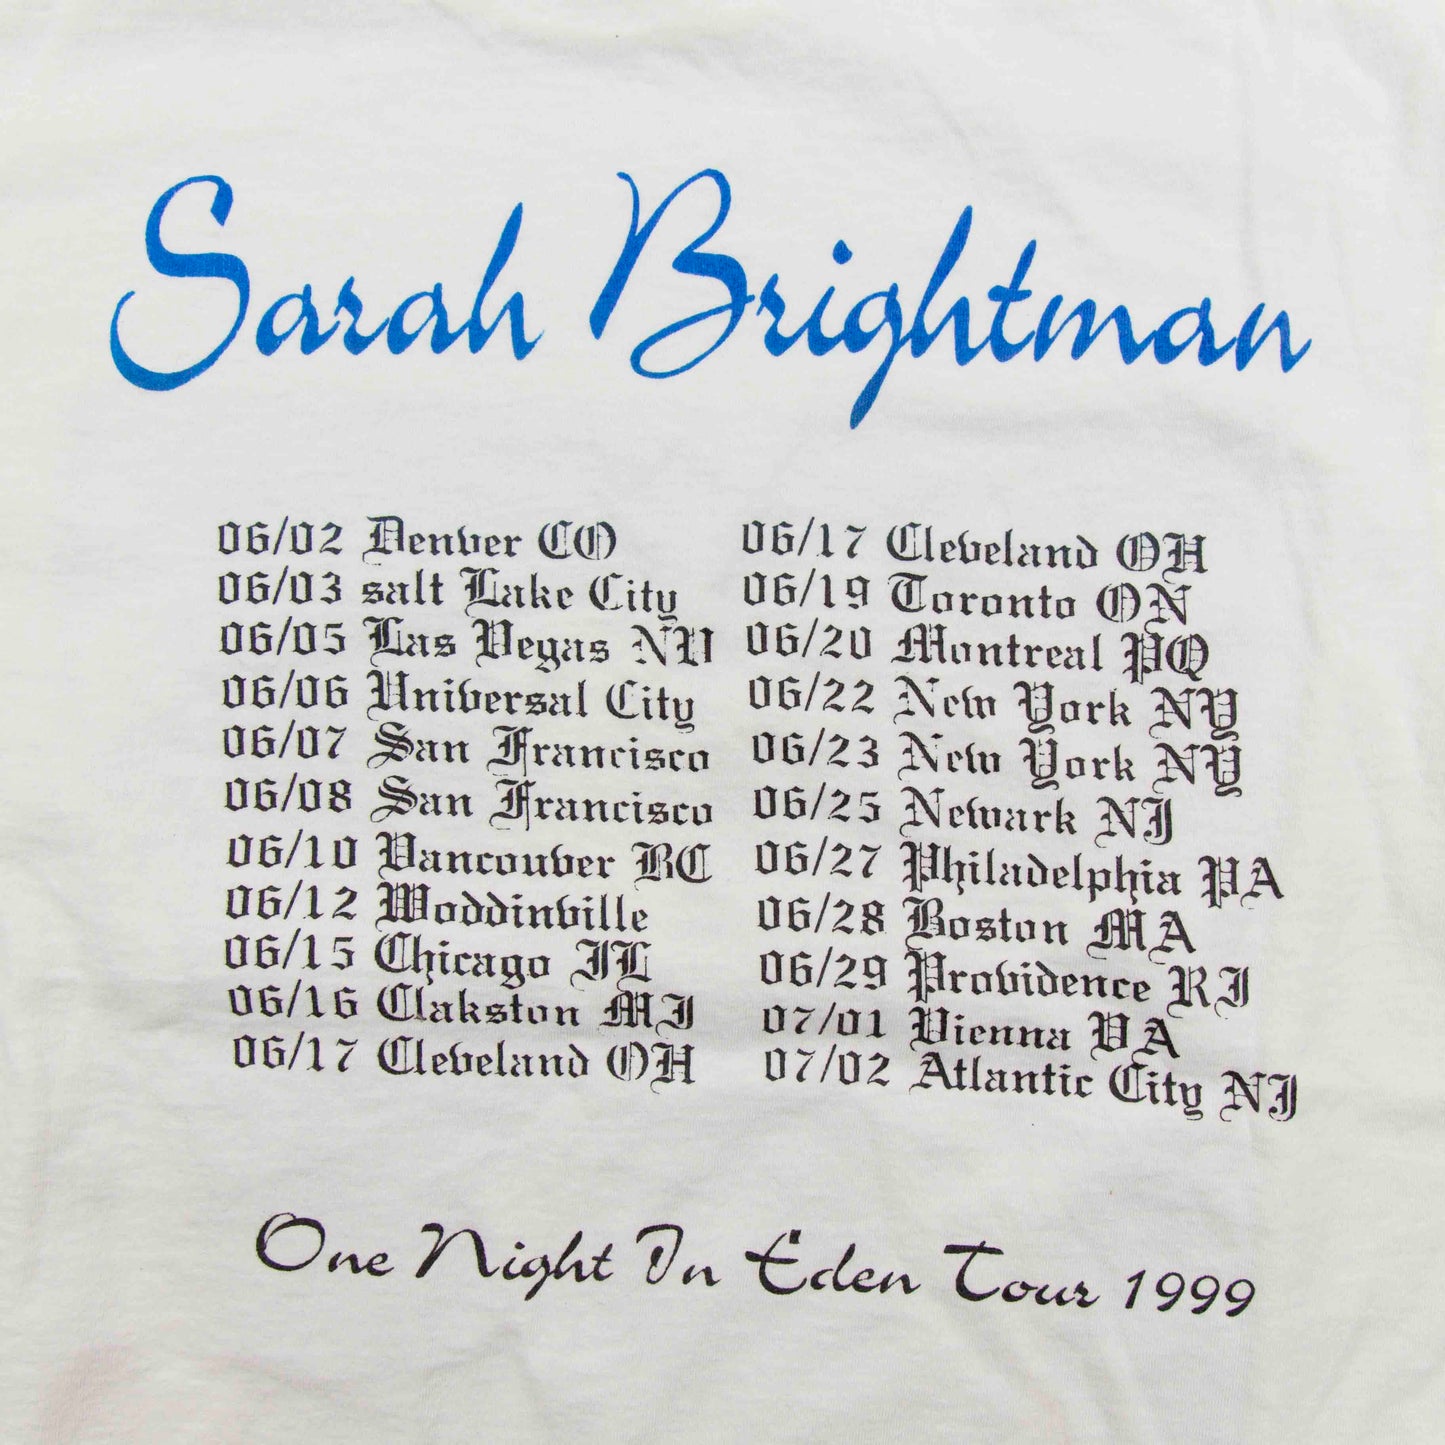 Sarah Brightman
06/02 Denver CO
06/03 salt Lake City
06/05 Las Vegas NV
06/06 Universal City
06/07 San Francisco
06/08 San Francisco
06/10 Vancouver BC
06/12 Woddinville
06/15 Chicago IL
06/16 Clakston MI
06/17 Cleveland OH
06/17 Cleveland OH
06/19 Toronto ON
06/20 Montreal PQ
06/22 New York NY
06/23 New York NY
06/25 Newark NJ
06/27 Philadelphia PA
06/28 Boston MA
06/29 Providence RI
07/01 Vienna VA
07/02 Atlantic City NJ
One Night In Eden Tour 1999